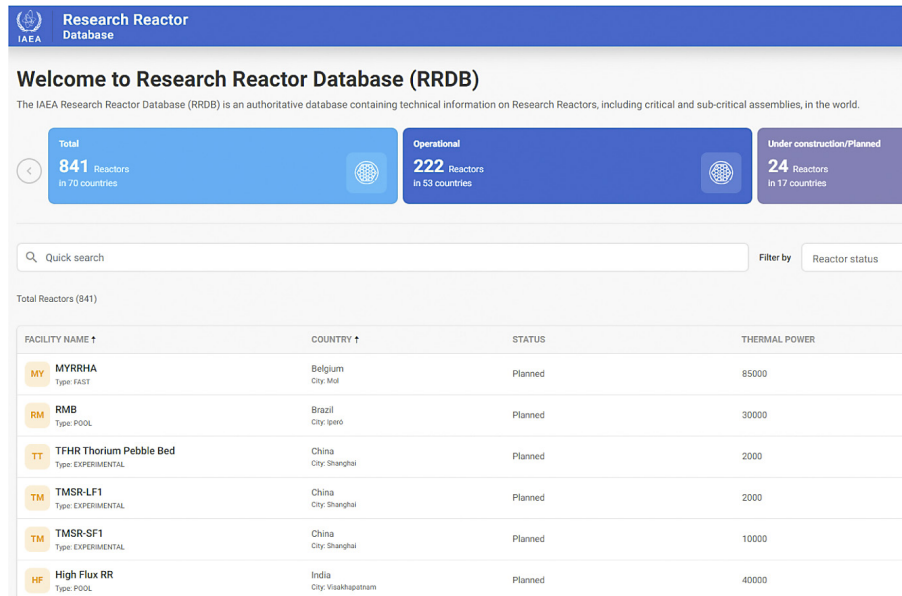 IAEA
Research Reactor
Database
Welcome to Research Reactor Database (RRDB)
The IAEA Research Reactor Database (RRDB) is an authoritative database containing technical information on Research Reactors, including critical and sub-critical assemblies, in the world.
Total
841 Reactors
in 70 countries
Operational
222 Reactors
in 53 countries
Under construction/Planned
24 Reactors
in 17 countries
Quick search
Filter by
Reactor status
Total Reactors (841)
FACILITY NAME ↑ COUNTRY ↑ STATUS THERMAL POWER
MY MYRRHA Belgium Planned 85000
Type: FAST City: Mol
RM RMB Brazil Planned 30000
Type: POOL City: Iperó
TT TFHR Thorium Pebble Bed China Planned 2000
Type: EXPERIMENTAL City: Shanghai
TM TMSR-LF1 China Planned 2000
Type: EXPERIMENTAL City: Shanghai
TM TMSR-SF1 China Planned 10000
Type: EXPERIMENTAL City: Shanghai
HF High Flux RR India Planned 40000
Type: POOL City: Visakhapatnam